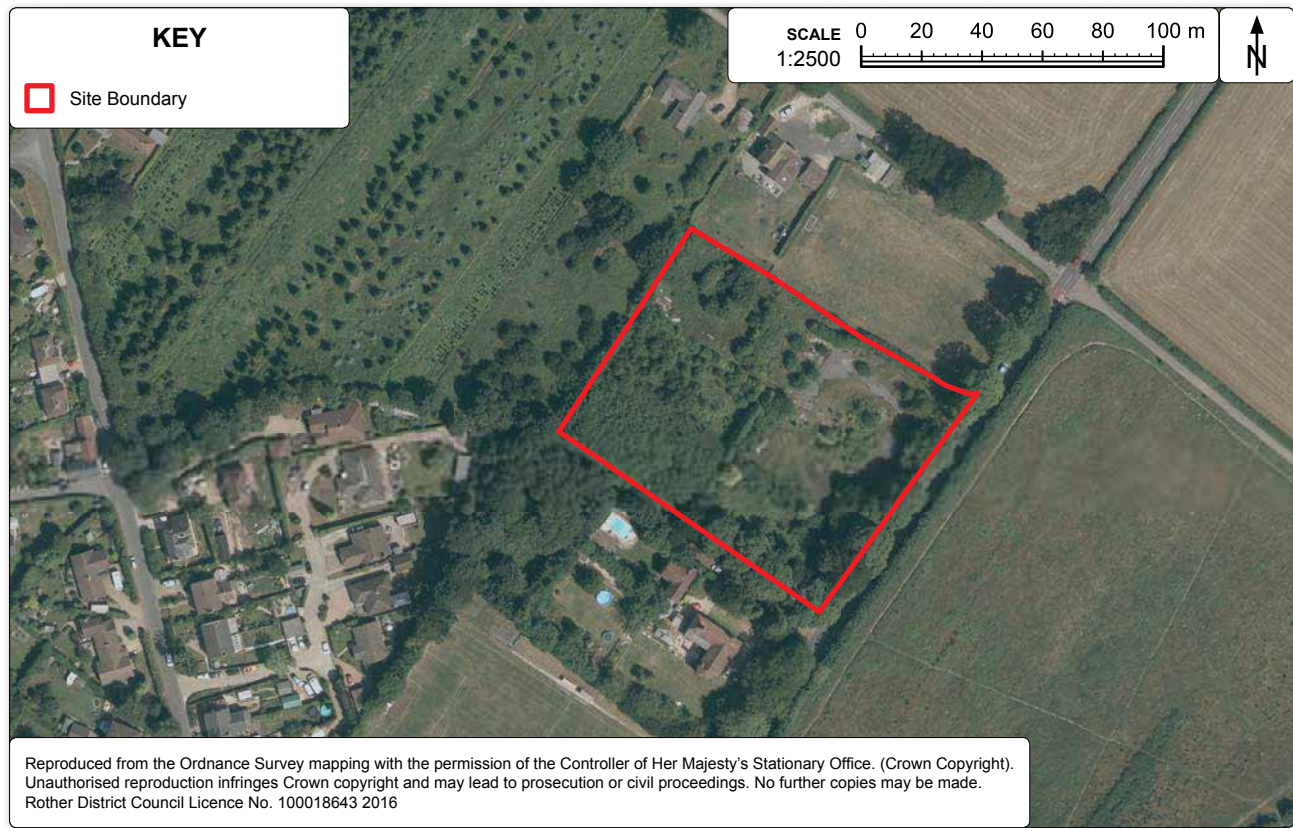 KEY
Site Boundary
SCALE 0 20 40 60 80 100 m
1:2500
N
Reproduced from the Ordnance Survey mapping with the permission of the Controller of Her Majesty's Stationary Office. (Crown Copyright).
Unauthorised reproduction infringes Crown copyright and may lead to prosecution or civil proceedings. No further copies may be made.
Rother District Council Licence No. 100018643 2016